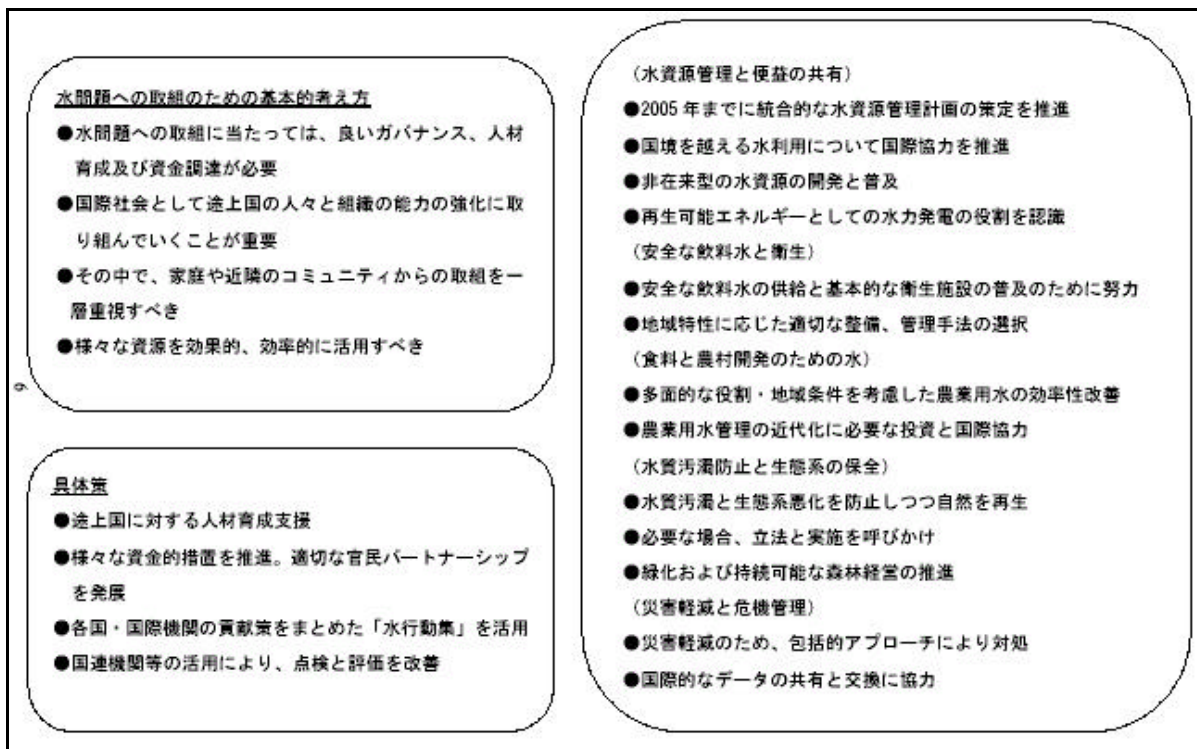 水問題への取組のための基本的考え方
●水問題への取組に当たっては、良いガバナンス、人材
育成及び資金調達が必要
●国際社会として途上国の人々と組織の能力の強化に取
り組んでいくことが重要
●その中で、家庭や近隣のコミュニティからの取組を一
層重視すべき
●様々な資源を効果的、効率的に活用すべき
具体策
●途上国に対する人材育成支援
●様々な資金的措置を推進。適切な官民パートナーシップ
を発展
●各国・国際機関の貢献策をまとめた「水行動集」を活用
●国連機関等の活用により、点検と評価を改善
(水資源管理と便益の共有)
●2005年までに統合的な水資源管理計画の策定を推進
●国境を越える水利用について国際協力を推進
●非在来型の水資源の開発と普及
●再生可能エネルギーとしての水力発電の役割を認識
(安全な飲料水と衛生)
●安全な飲料水の供給と基本的な衛生施設の普及のために努力
●地域特性に応じた適切な整備、管理手法の選択
(食料と農村開発のための水)
●多面的な役割・地域条件を考慮した農業用水の効率性改善
●農業用水管理の近代化に必要な投資と国際協力
(水質汚濁防止と生態系の保全)
●水質汚濁と生態系悪化を防止しつつ自然を再生
●必要な場合、立法と実施を呼びかけ
●緑化および持続可能な森林経営の推進
(災害軽減と危機管理)
●災害軽減のため、包括的アプローチにより対処
●国際的なデータの共有と交換に協力